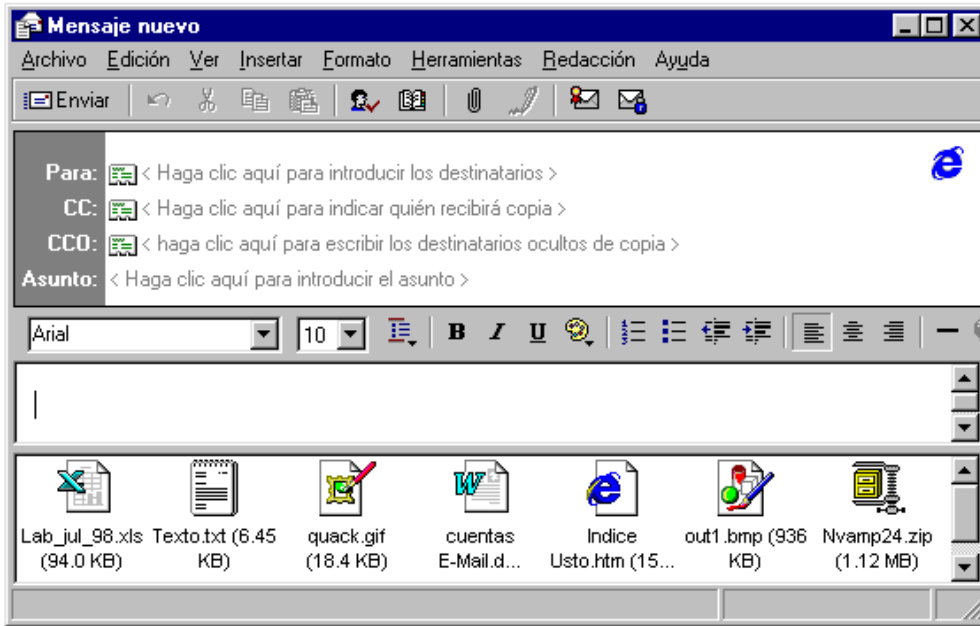 Mensaje nuevo
Archivo Edición Ver Insertar Formato Herramientas Redacción Ayuda
Enviar
Para: < Haga clic aquí para introducir los destinatarios >
CC: < Haga clic aquí para indicar quién recibirá copia >
CCO: < haga clic aquí para escribir los destinatarios ocultos de copia >
Asunto: < Haga clic aquí para introducir el asunto >
Arial 10 B I U
Lab_jul_98.xls Texto.txt (6.45 quack.gif cuentas Indice out1.bmp (936 Nvamp24.zip
(94.0 KB) KB) (18.4 KB) E-Mail.d... Usto.htm (15... KB) (1.12 MB)